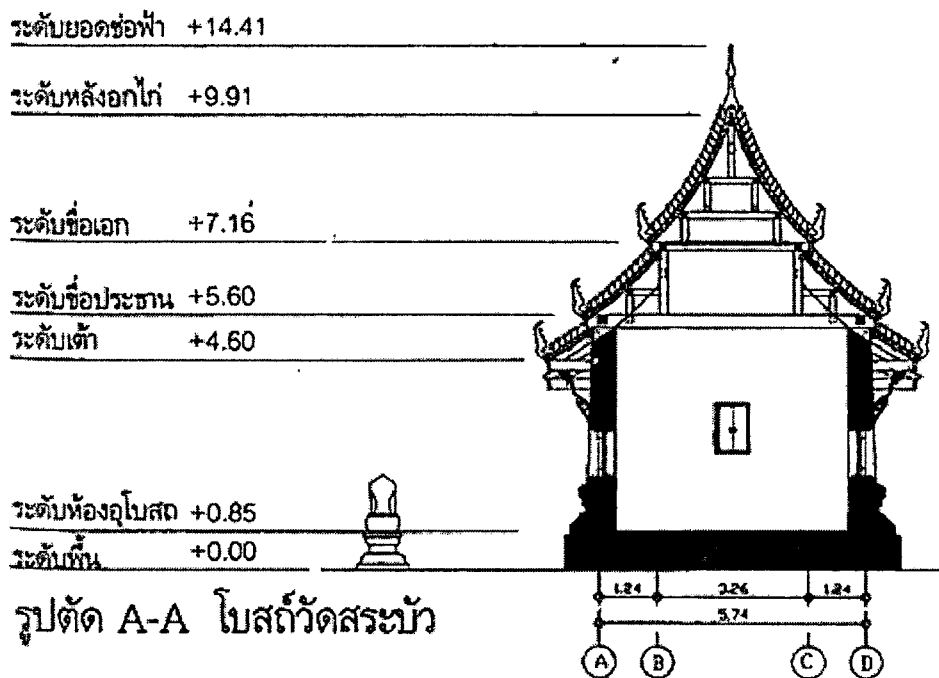 ระดับยอดช่อฟ้า +14.41
ระดับหลังอกไก่ +9.91
ระดับขื่อเอก +7.16
ระดับขื่อประธาน +5.60
ระดับเต้า +4.60
ระดับห้องอุโบสถ +0.85
ระดับพื้น +0.00
1.24 3.26 1.24
5.74
รูปตัด A-A โบสถ์วัดสระบัว
A B C D